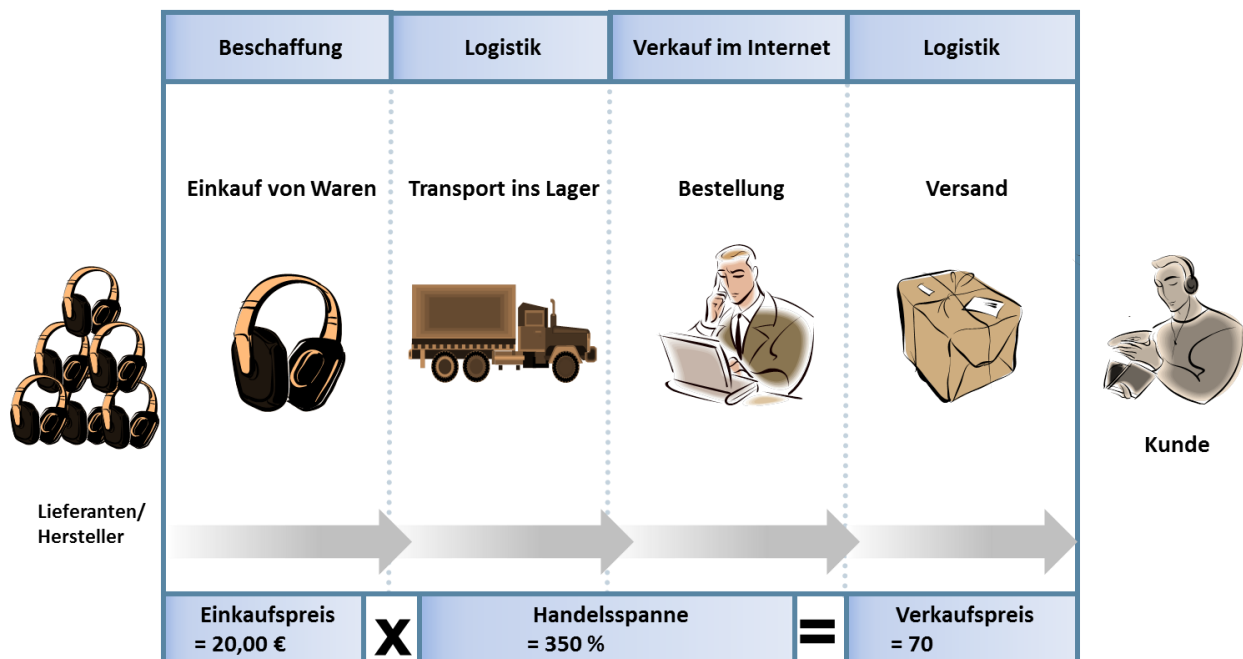 Beschaffung
Logistik
Verkauf im Internet
Logistik
Einkauf von Waren
Transport ins Lager
Bestellung
Versand
Kunde
Lieferanten/
Hersteller
Einkaufspreis
= 20,00 €
x
Handelsspanne
= 350 %
=
Verkaufspreis
= 70